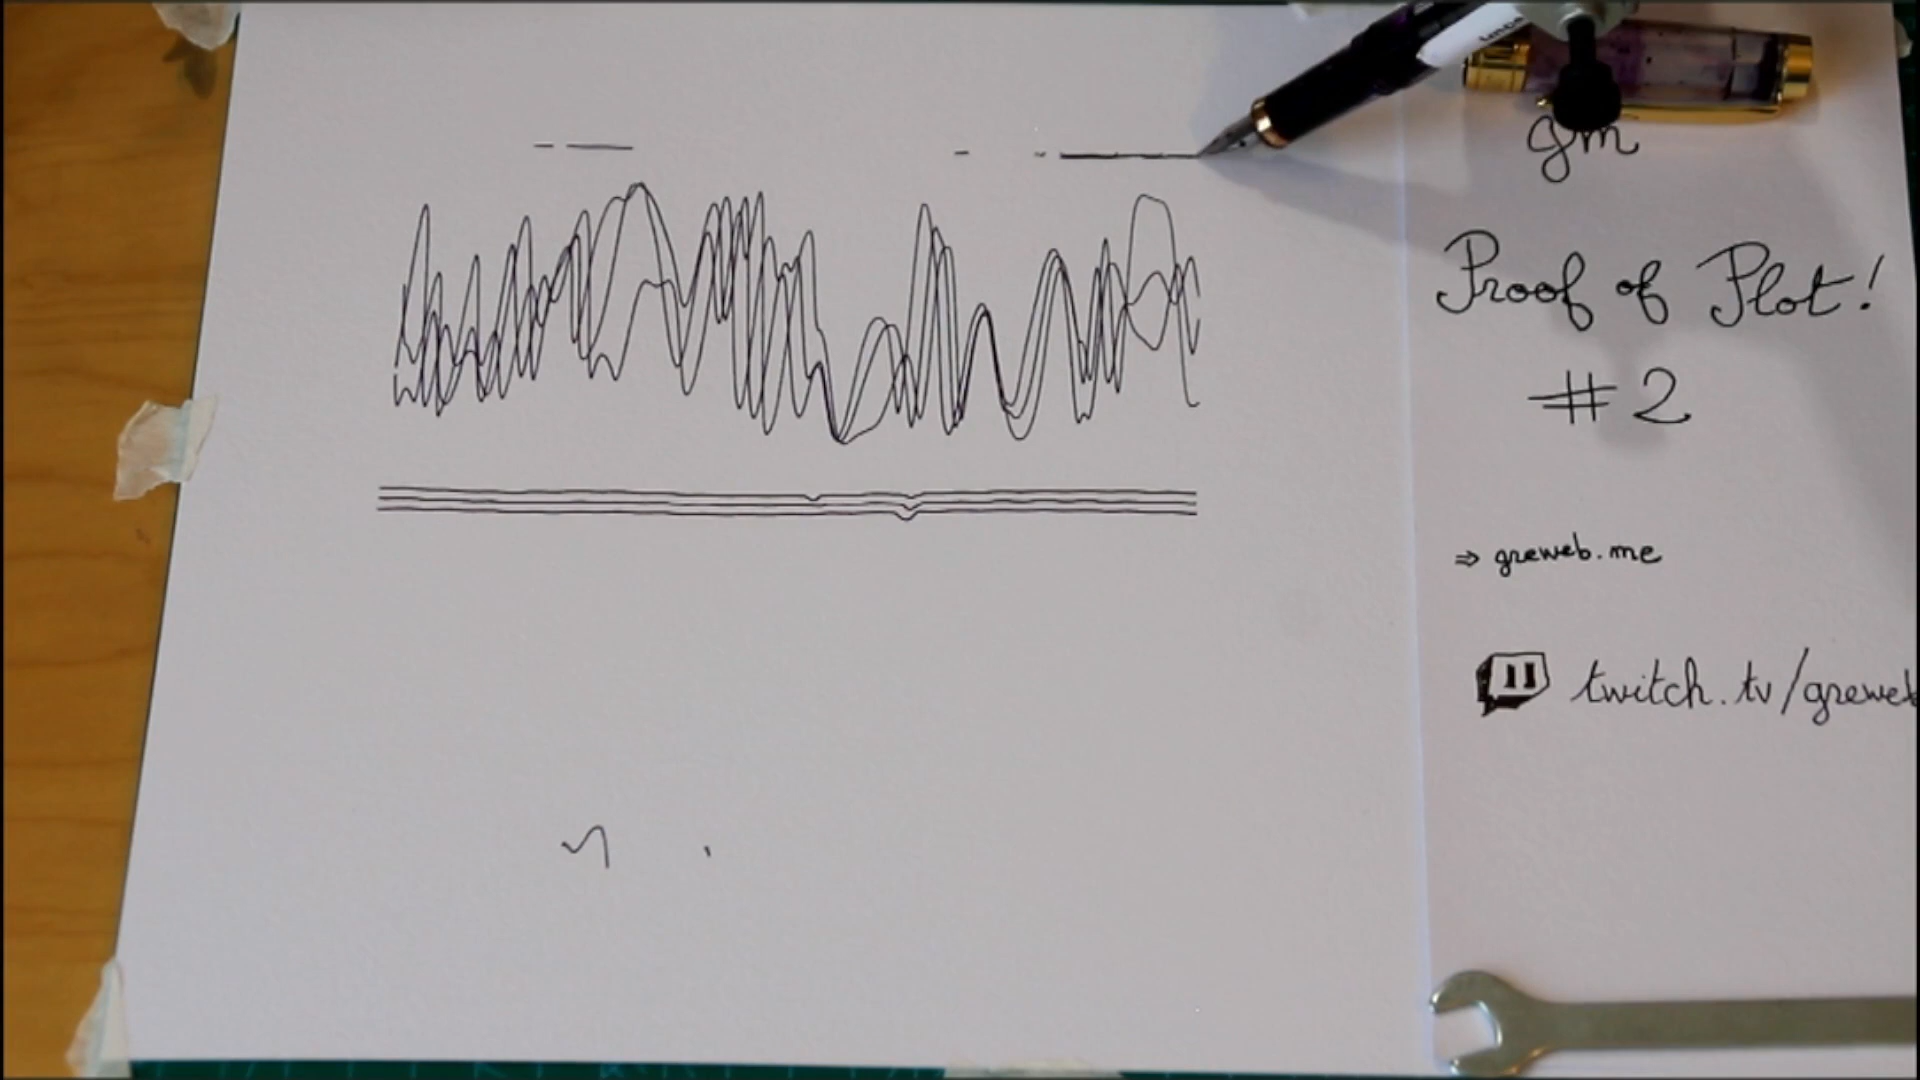 gm
Proof of Plot!
#2
⇒ greweb.me
twitch.tv/greweb